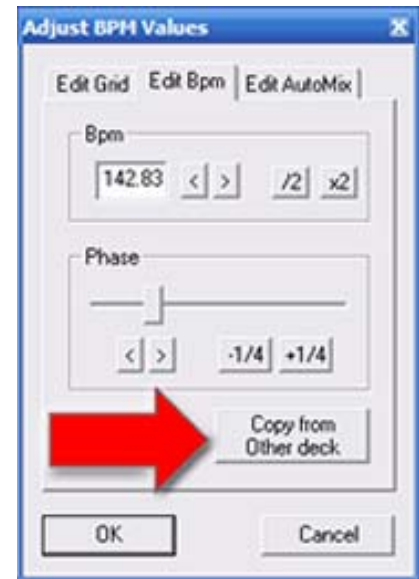 Adjust BPM Values X
Edit Grid Edit Bpm Edit AutoMix
Bpm
142.83 < > /2 x2
Phase
< > -1/4 +1/4
Copy from
Other deck
OK Cancel